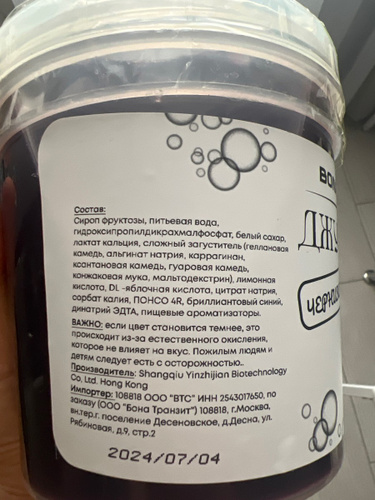 BON
ДЖУ
Состав:
Сироп фруктозы, питьевая вода,
гидроксипропилдикрахмалфосфат, белый сахар,
лактат кальция, сложный загуститель (геллановая
камедь, альгинат натрия, каррагинан,
ксантановая камедь, гуаровая камедь,
конжаковая мука, мальтодекстрин), лимонная
кислота, DL -яблочная кислота, цитрат натрия,
сорбат калия, ПОНСО 4R, бриллиантовый синий,
динатрий ЭДТА, пищевые ароматизаторы.
ВАЖНО: если цвет становится темнее, это
происходит из-за естественного окисления,
которое не влияет на вкус. Пожилым людям и
детям следует есть с осторожностью..
Производитель: Shangqiu Yinzhijian Biotechnology
Co, Ltd. Hong Kong
Импортер: 108818 ООО "ВТС" ИНН 2543017650, по
заказу (ООО "Бона Транзит") 108818, г.Москва,
вн.тер.г. поселение Десеновское, д.Десна, ул.
Рябиновая, д.9, стр.2
2024/07/04